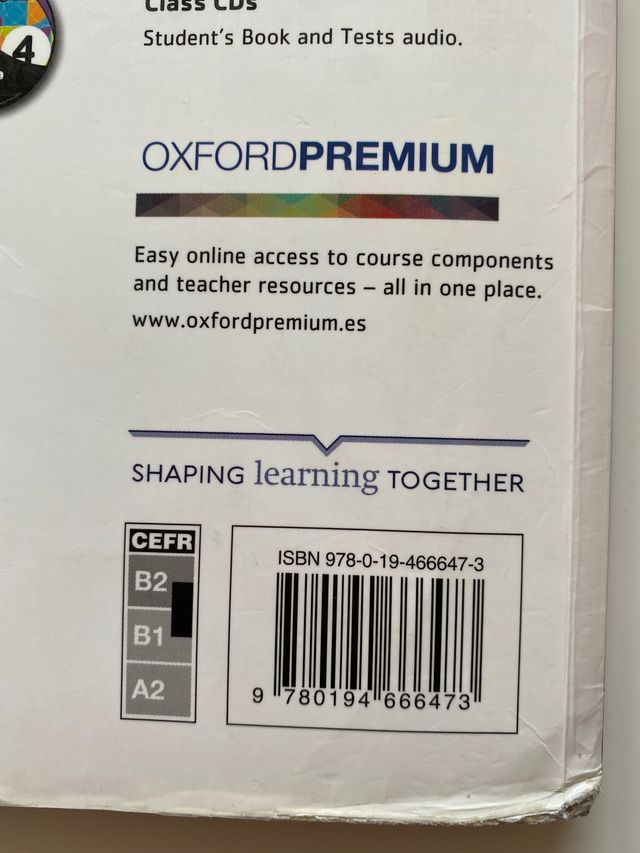 Class CDs
4
Student's Book and Tests audio.
OXFORDPREMIUM
Easy online access to course components
and teacher resources – all in one place.
www.oxfordpremium.es
SHAPING learning TOGETHER
CEFR
B2
B1
A2
ISBN 978-0-19-466647-3
9 780194 666473